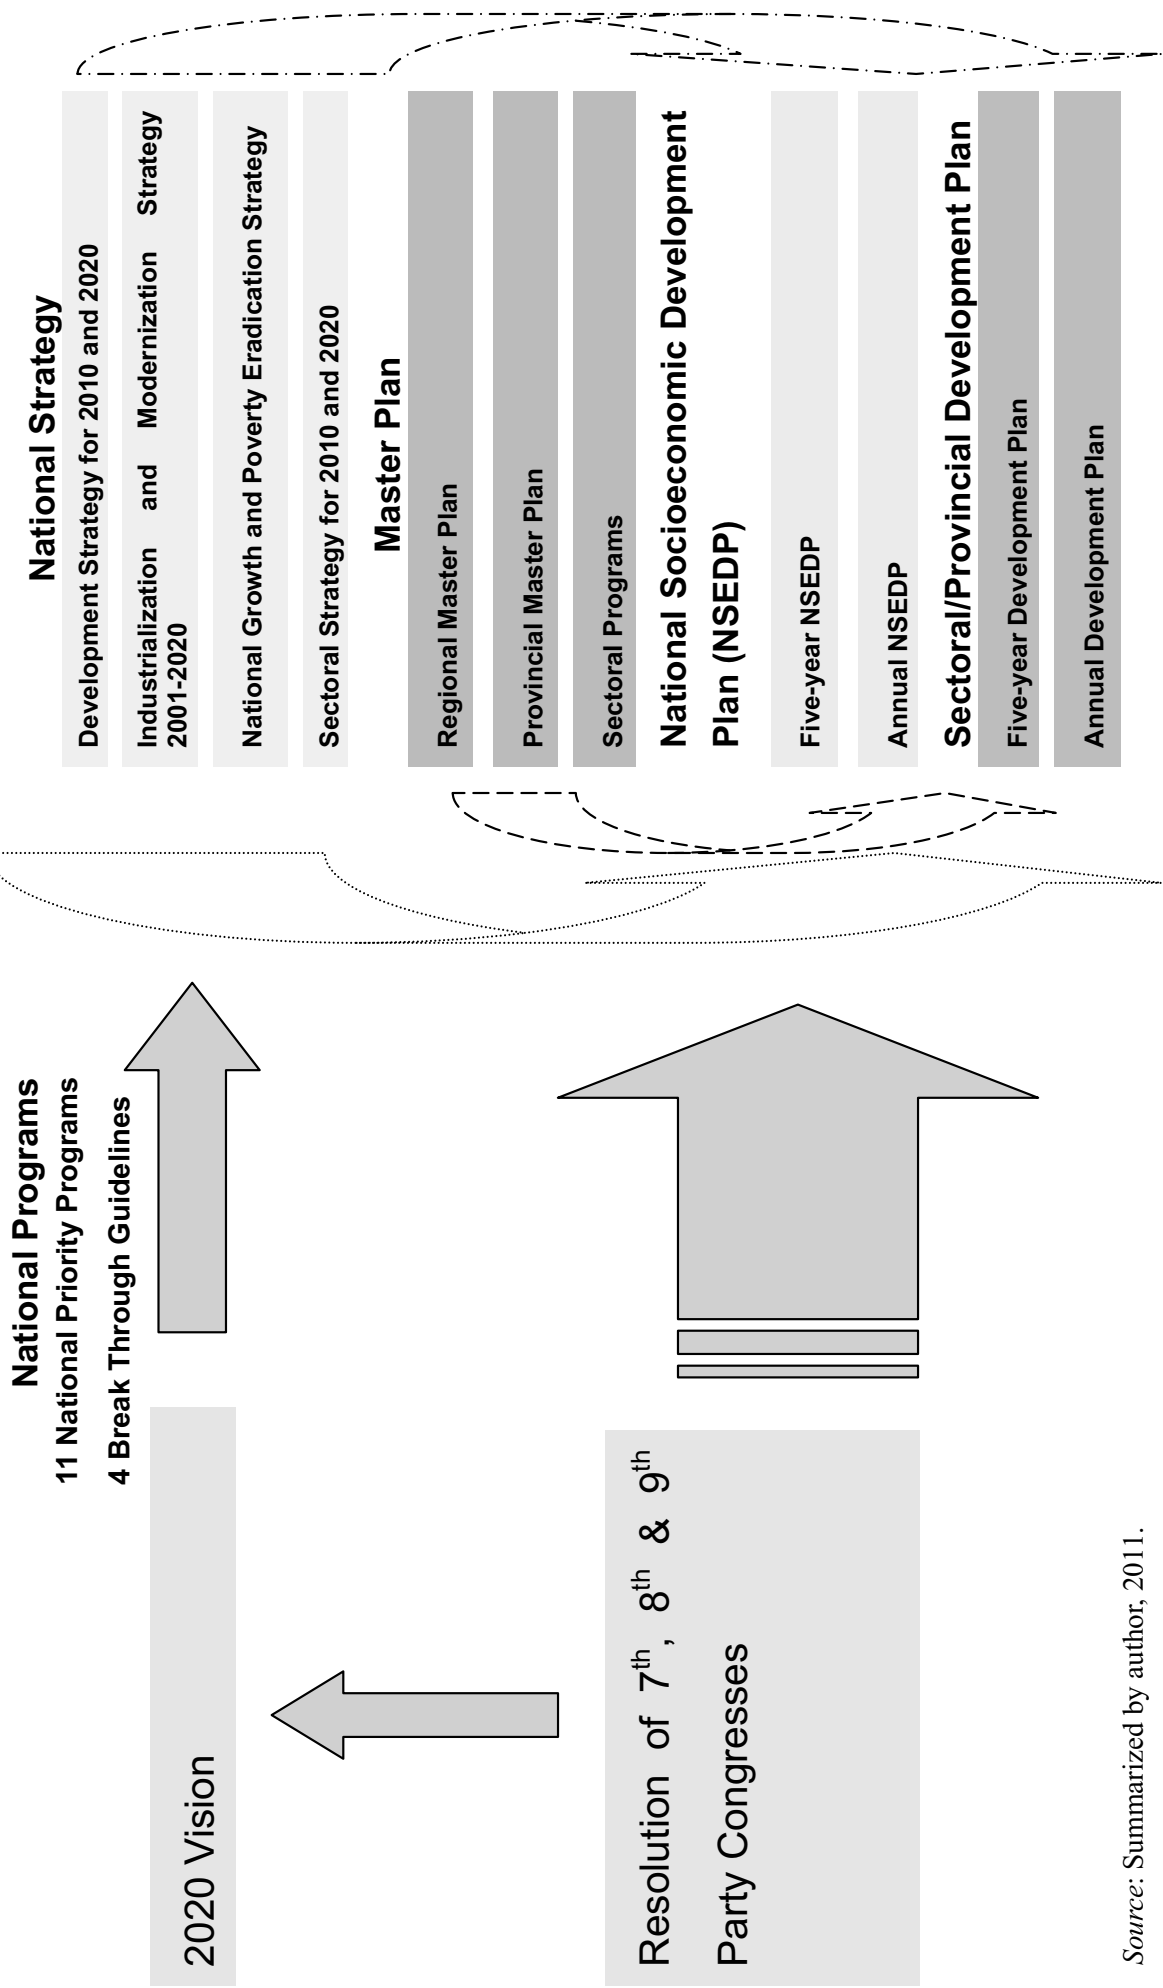 National Programs
11 National Priority Programs
4 Break Through Guidelines
2020 Vision
Resolution of 7th, 8th & 9th
Party Congresses
National Strategy
Development Strategy for 2010 and 2020
Industrialization and Modernization Strategy
2001-2020
National Growth and Poverty Eradication Strategy
Sectoral Strategy for 2010 and 2020
Master Plan
Regional Master Plan
Provincial Master Plan
Sectoral Programs
National Socioeconomic Development
Plan (NSEDP)
Five-year NSEDP
Annual NSEDP
Sectoral/Provincial Development Plan
Five-year Development Plan
Annual Development Plan
Source: Summarized by author, 2011.